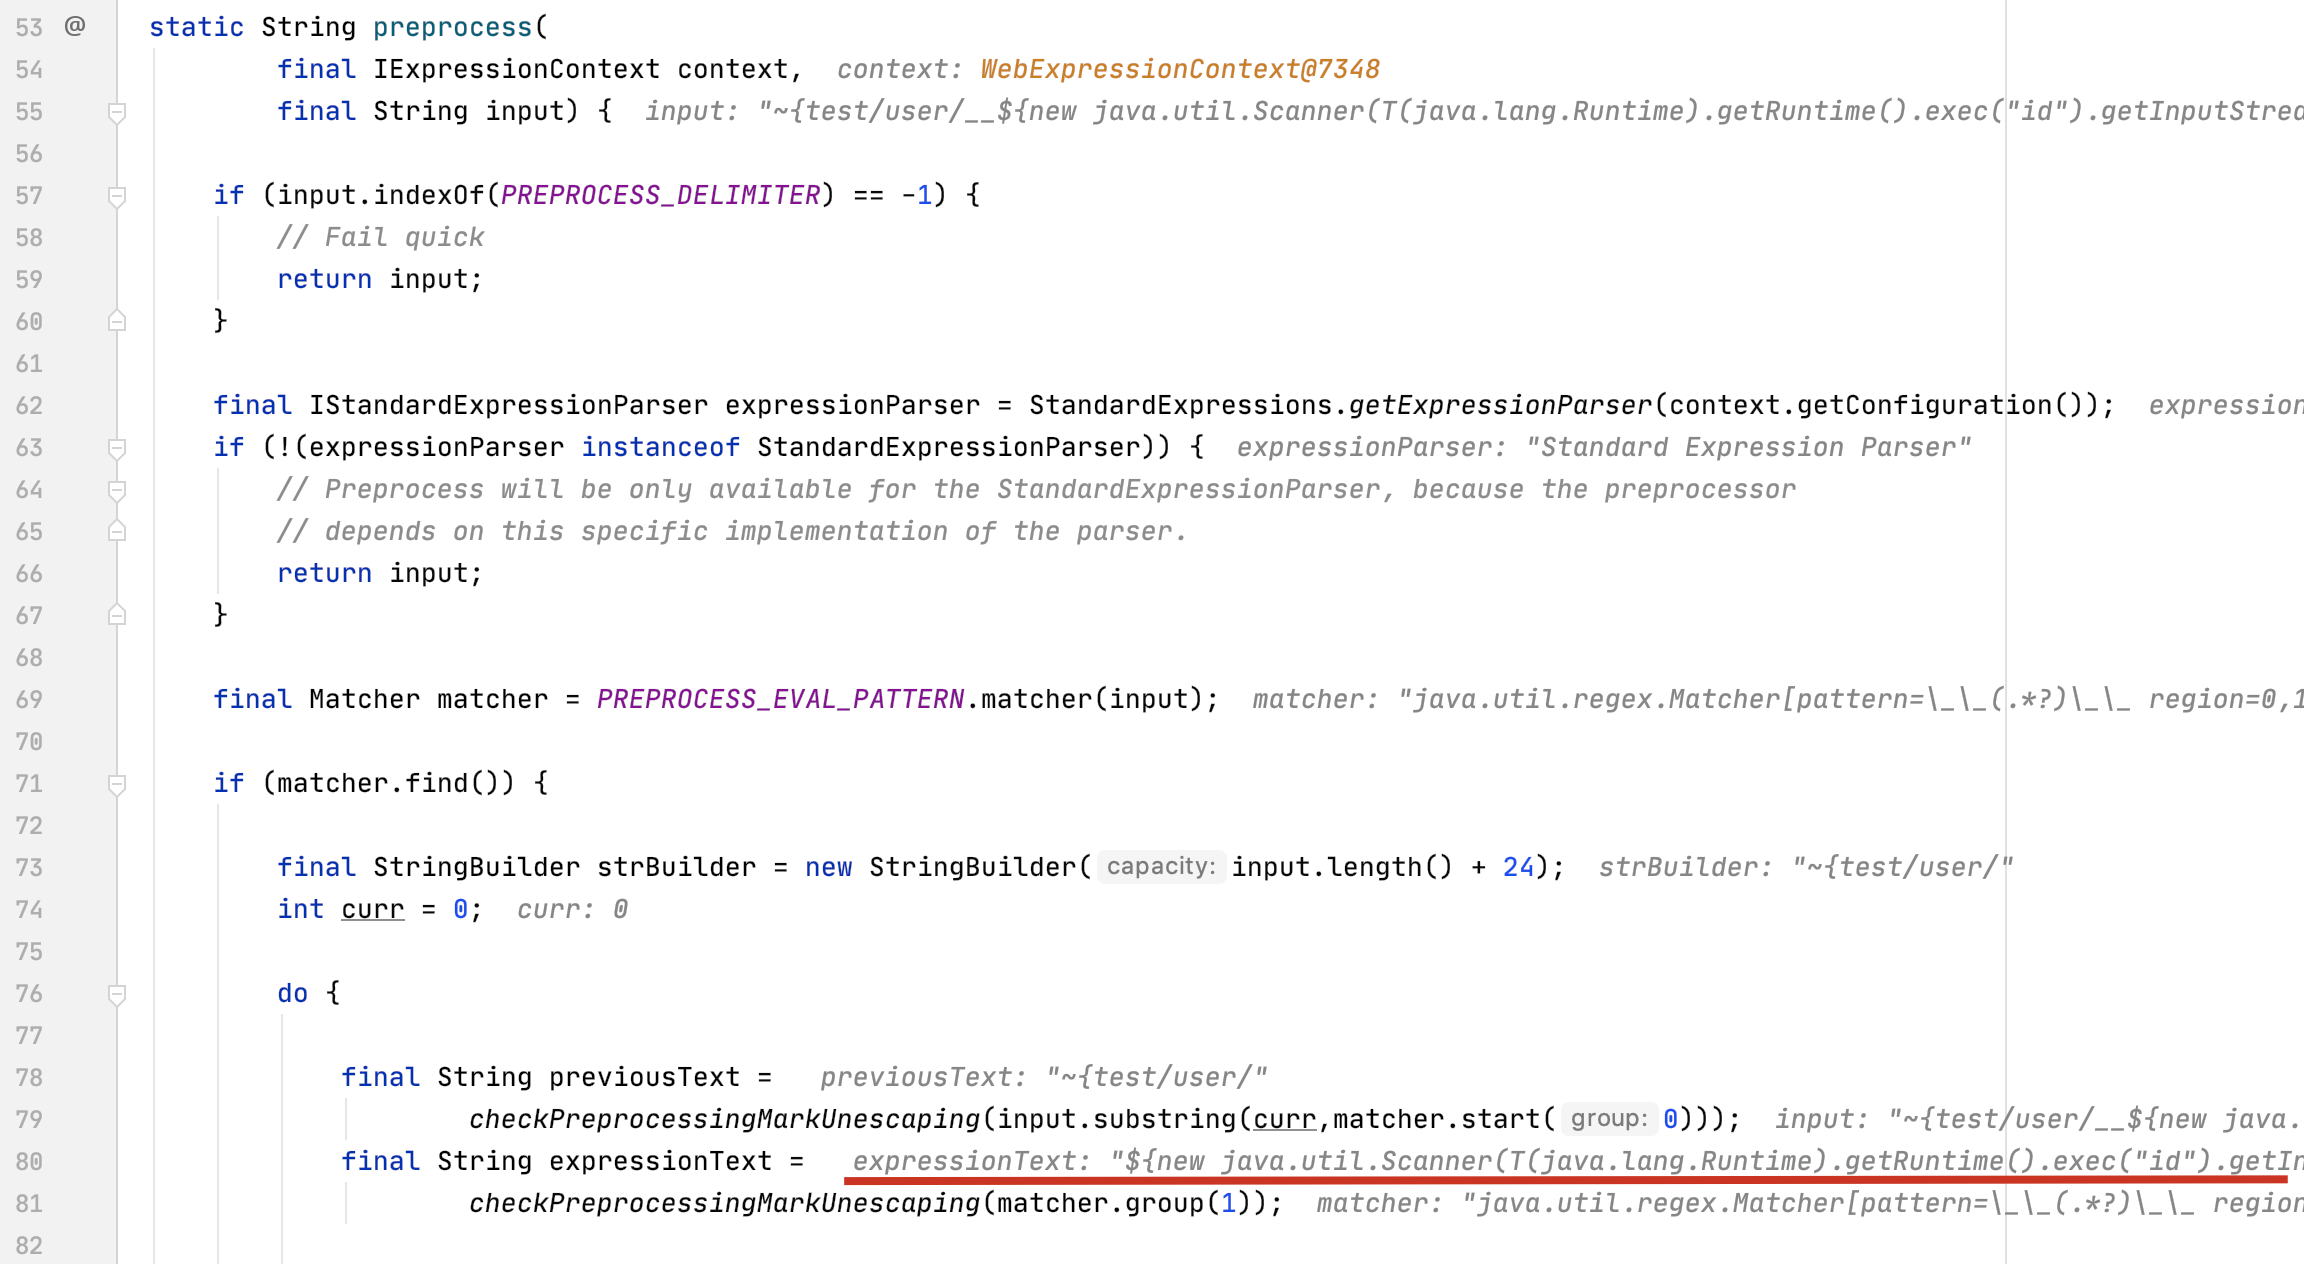 53 @ static String preprocess(
54 final IExpressionContext context, context: WebExpressionContext@7348
55 final String input) { input: "~{test/user/__${new java.util.Scanner(T(java.lang.Runtime).getRuntime().exec("id").getInputStrea
56
57 if (input.indexOf(PREPROCESS_DELIMITER) == -1) {
58 // Fail quick
59 return input;
60 }
61
62 final IStandardExpressionParser expressionParser = StandardExpressions.getExpressionParser(context.getConfiguration()); expression
63 if (!(expressionParser instanceof StandardExpressionParser)) { expressionParser: "Standard Expression Parser"
64 // Preprocess will be only available for the StandardExpressionParser, because the preprocessor
65 // depends on this specific implementation of the parser.
66 return input;
67 }
68
69 final Matcher matcher = PREPROCESS_EVAL_PATTERN.matcher(input); matcher: "java.util.regex.Matcher[pattern=\_\_(.*?)\_\_ region=0,1
70
71 if (matcher.find()) {
72
73 final StringBuilder strBuilder = new StringBuilder( capacity: input.length() + 24); strBuilder: "~{test/user/"
74 int curr = 0; curr: 0
75
76 do {
77
78 final String previousText = previousText: "~{test/user/"
79 checkPreprocessingMarkUnescaping(input.substring(curr,matcher.start( group: 0))); input: "~{test/user/__${new java.
80 final String expressionText = expressionText: "${new java.util.Scanner(T(java.lang.Runtime).getRuntime().exec("id").getIn
81 checkPreprocessingMarkUnescaping(matcher.group(1)); matcher: "java.util.regex.Matcher[pattern=\_\_(.*?)\_\_ region
82